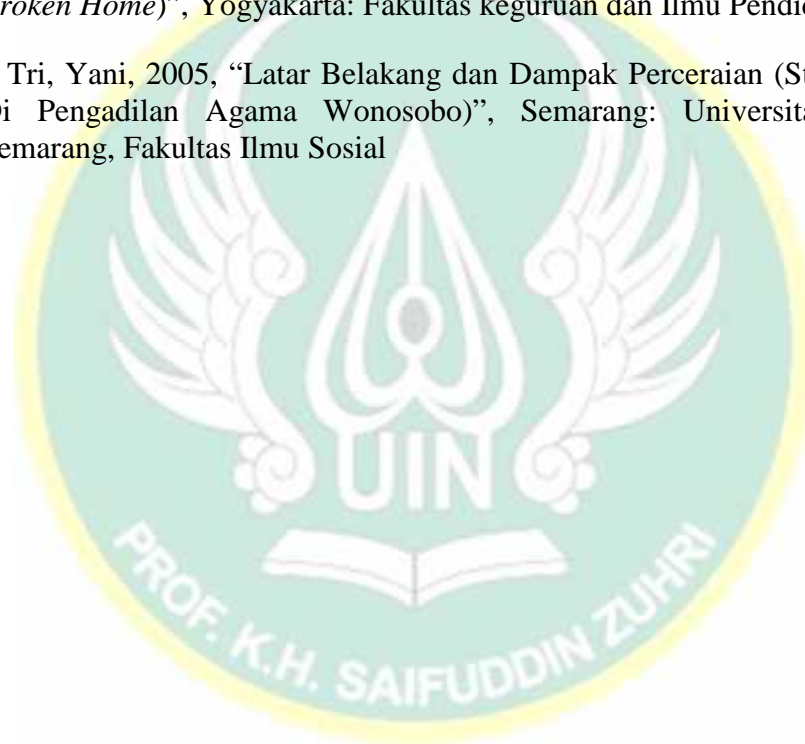 roken Home)”, Yogyakarta: Fakultas keguruan dan Ilmu Pendid
Tri, Yani, 2005, “Latar Belakang dan Dampak Perceraian (St
i Pengadilan Agama Wonosobo)”, Semarang: Universita
emarang, Fakultas Ilmu Sosial
UIN
PROF. K.H. SAIFUDDIN ZUHRI